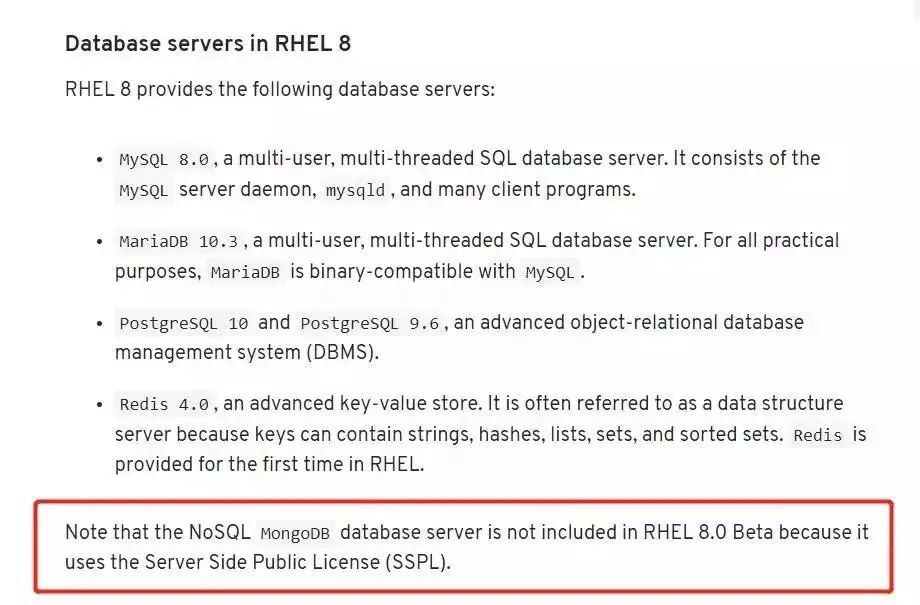 Database servers in RHEL 8
RHEL 8 provides the following database servers:
• MySQL 8.0, a multi-user, multi-threaded SQL database server. It consists of the
MySQL server daemon, mysqld, and many client programs.
• MariaDB 10.3, a multi-user, multi-threaded SQL database server. For all practical
purposes, MariaDB is binary-compatible with MySQL.
• PostgreSQL 10 and PostgreSQL 9.6, an advanced object-relational database
management system (DBMS).
• Redis 4.0, an advanced key-value store. It is often referred to as a data structure
server because keys can contain strings, hashes, lists, sets, and sorted sets. Redis is
provided for the first time in RHEL.
Note that the NoSQL MongoDB database server is not included in RHEL 8.0 Beta because it
uses the Server Side Public License (SSPL).